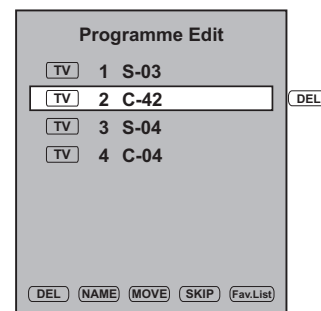 Programme Edit
TV 1 S-03
TV 2 C-42 DEL
TV 3 S-04
TV 4 C-04
DEL NAME MOVE SKIP Fav.List